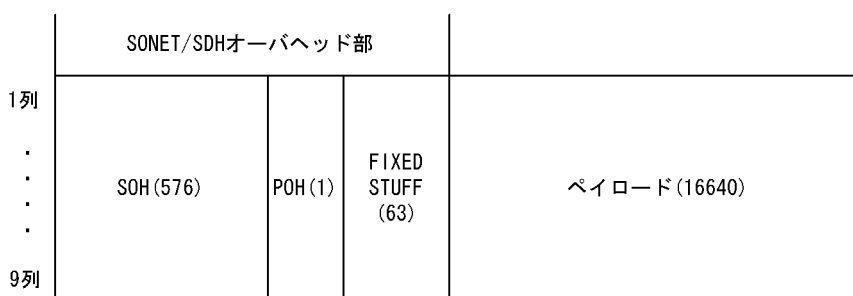 SONET/SDHオーバヘッド部
1列
SOH(576)
POH(1)
FIXED
STUFF
(63)
ペイロード(16640)
9列